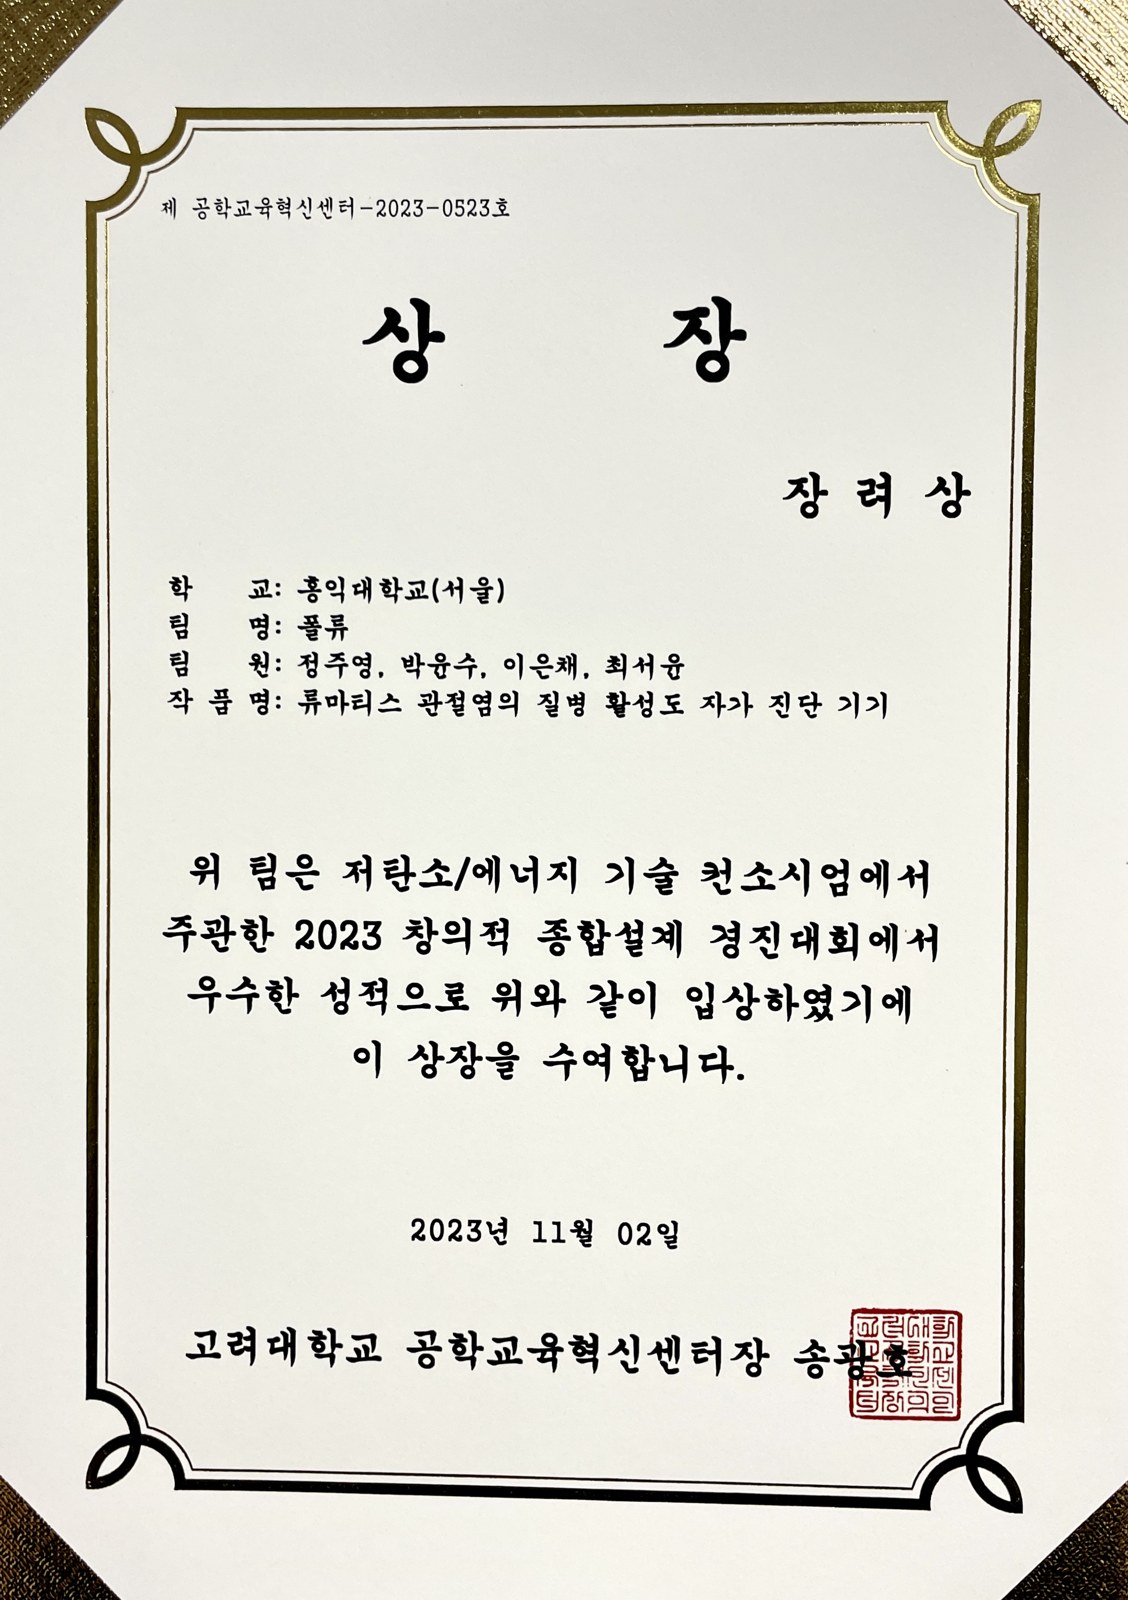 제 공학교육혁신센터-2023-0523호
상 장
장 려 상
학 교: 홍익대학교(서울)
팀 명: 폴류
팀 원: 정주영, 박윤수, 이은채, 최서윤
작 품 명: 류마티스 관절염의 질병 활성도 자가 진단 기기
위 팀은 저탄소/에너지 기술 컨소시엄에서
주관한 2023 창의적 종합설계 경진대회에서
우수한 성적으로 위와 같이 입상하였기에
이 상장을 수여합니다.
2023년 11월 02일
고려대학교 공학교육혁신센터장 송광호